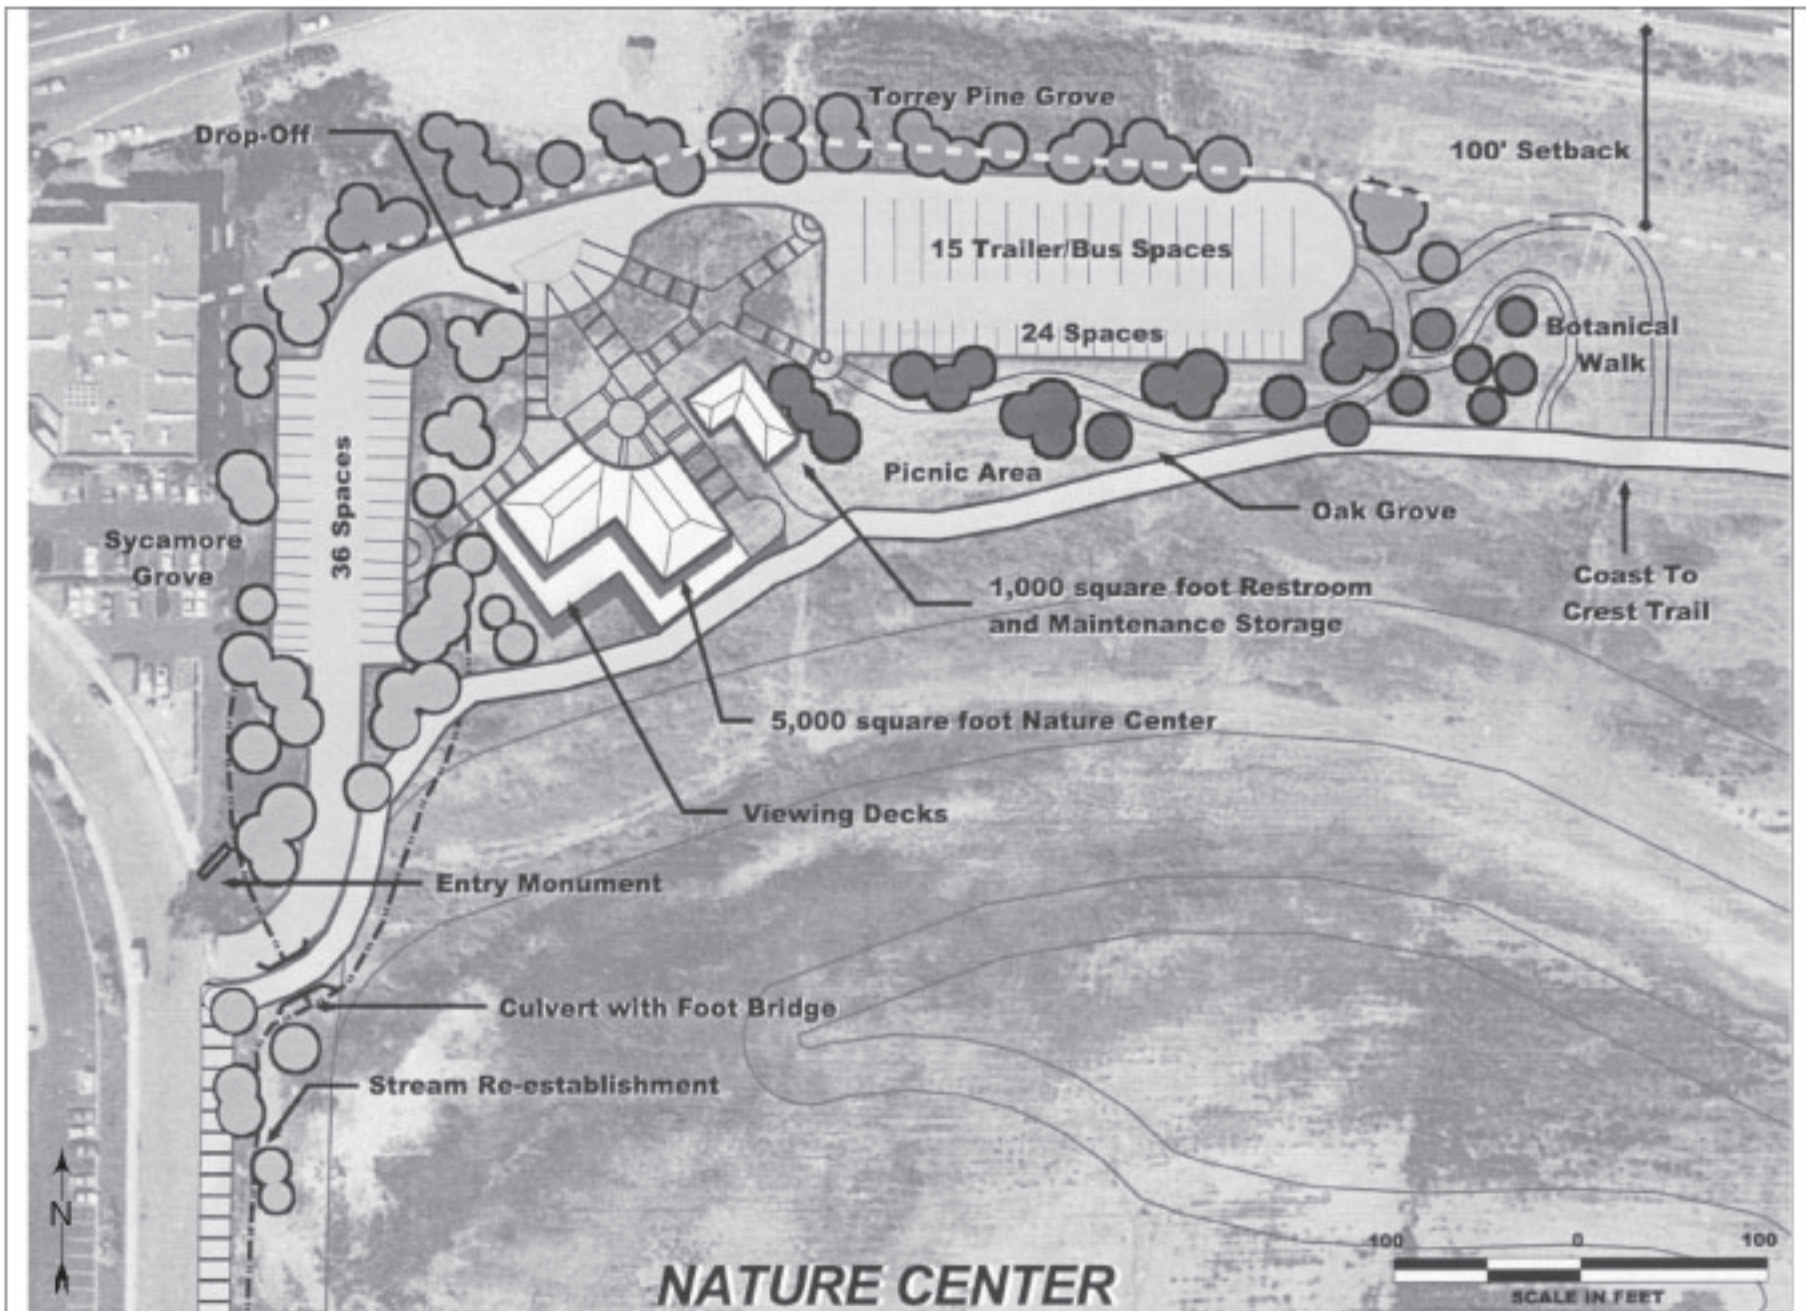 Torrey Pine Grove
Drop-Off
100' Setback
15 Trailer/Bus Spaces
24 Spaces
Botanical
Walk
36 Spaces
Picnic Area
Oak Grove
Sycamore
Grove
1,000 square foot Restroom
and Maintenance Storage
Coast To
Crest Trail
5,000 square foot Nature Center
Viewing Decks
Entry Monument
Culvert with Foot Bridge
Stream Re-establishment
N
100 0 100
SCALE IN FEET
NATURE CENTER